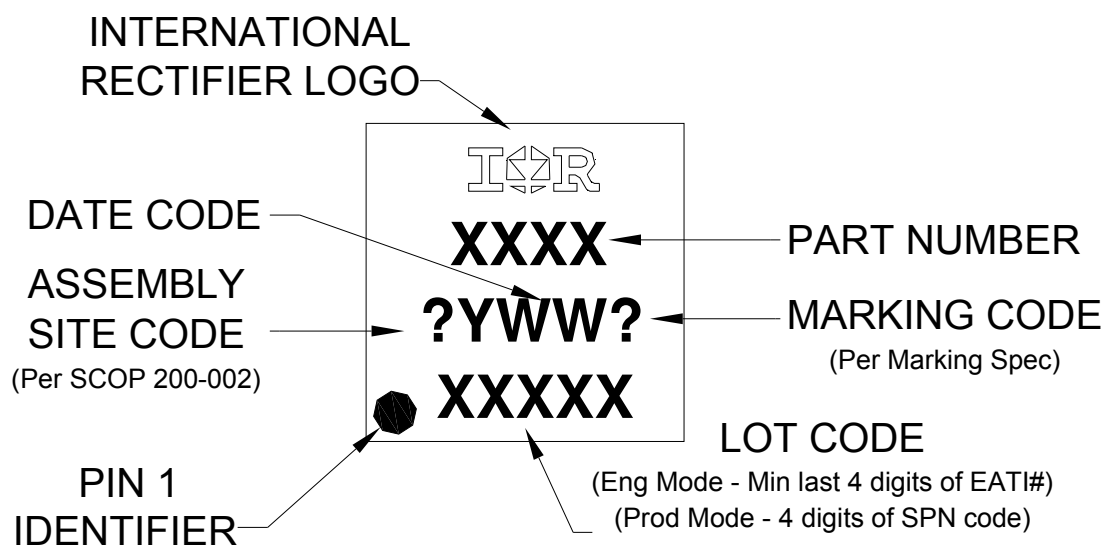 INTERNATIONAL
RECTIFIER LOGO
IOR
XXXX
PART NUMBER
DATE CODE
?YWW?
MARKING CODE
(Per Marking Spec)
ASSEMBLY
SITE CODE
(Per SCOP 200-002)
XXXXX
LOT CODE
(Eng Mode - Min last 4 digits of EATI#)
(Prod Mode - 4 digits of SPN code)
PIN 1
IDENTIFIER